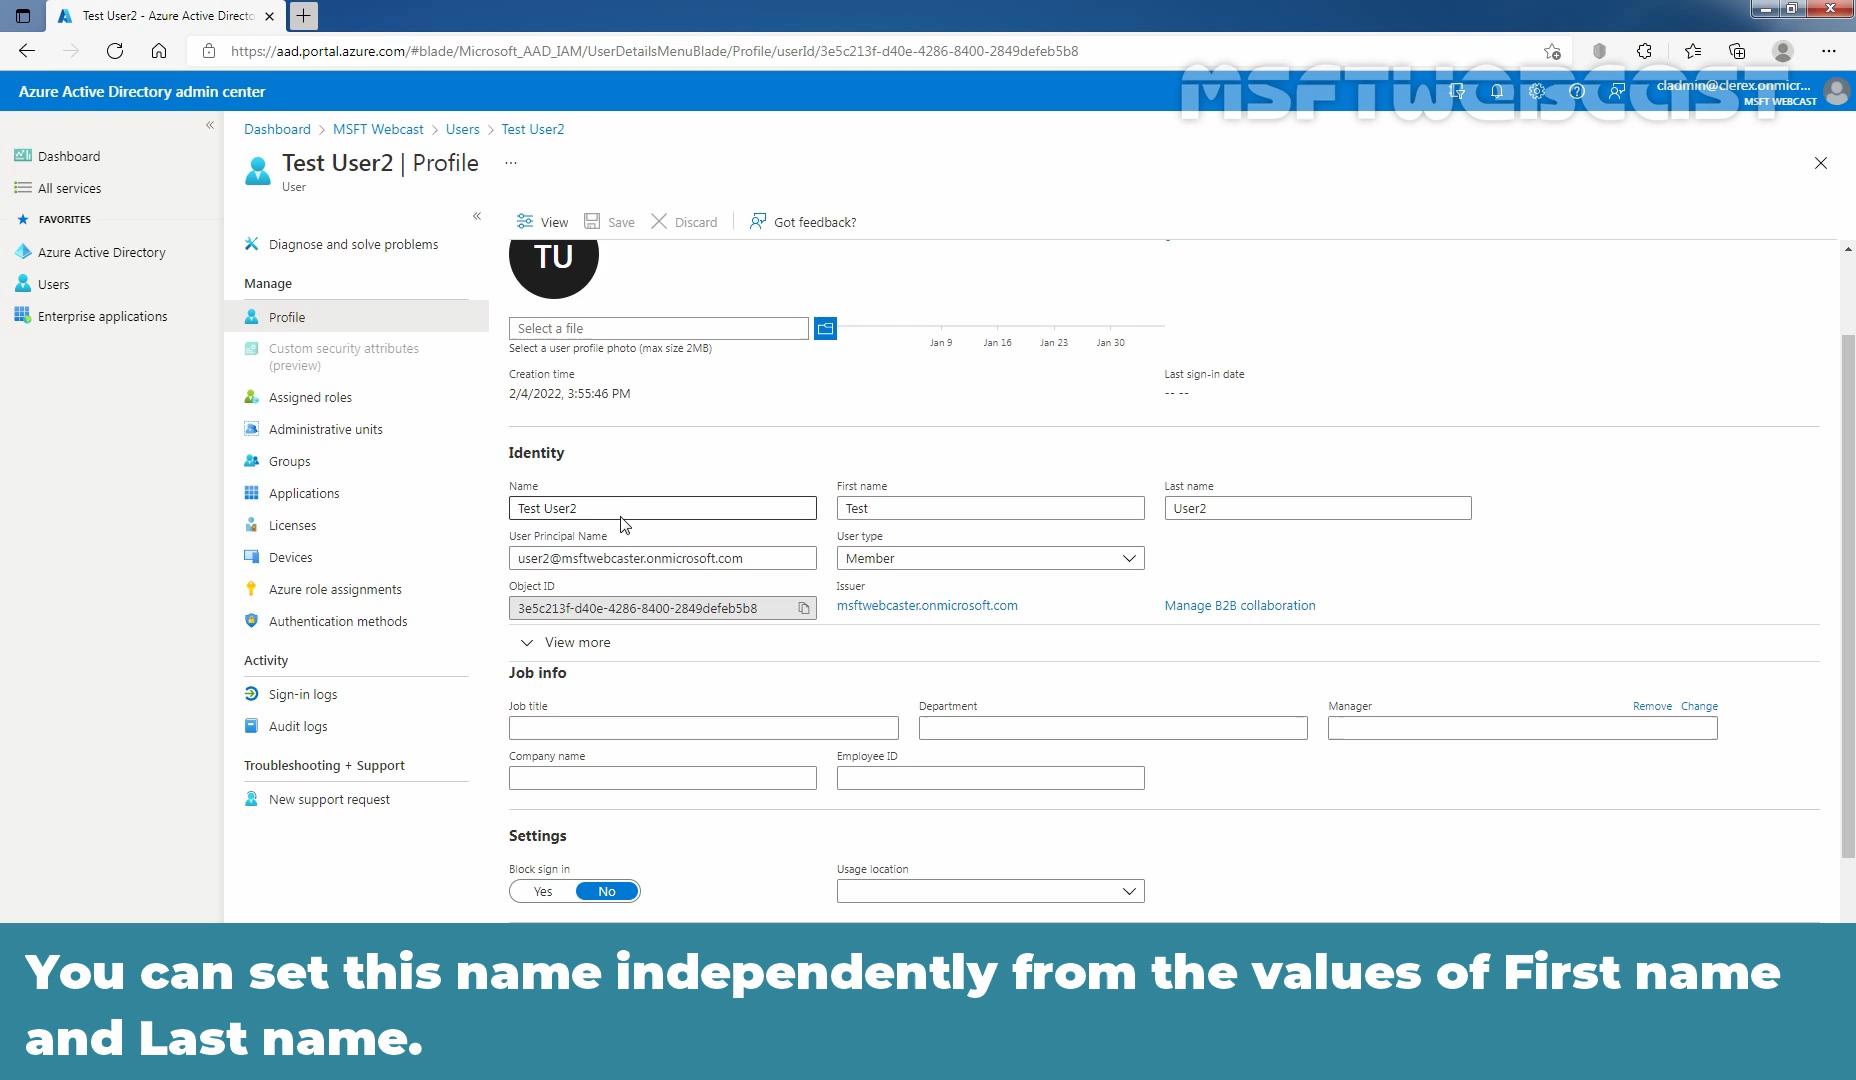 Test User2 - Azure Active Directo
https://aad.portal.azure.com/#blade/Microsoft_AAD_IAM/UserDetailsMenuBlade/Profile/userId/3e5c213f-d40e-4286-8400-2849defeb5b8
MSFTWEBCAST
Azure Active Directory admin center
cladmin@clerex.onmicr...
MSFT WEBCAST
Dashboard > MSFT Webcast > Users > Test User2
Test User2 | Profile ...
User
Dashboard
All services
FAVORITES
Azure Active Directory
Users
Enterprise applications
Diagnose and solve problems
Manage
Profile
Custom security attributes
(preview)
Assigned roles
Administrative units
Groups
Applications
Licenses
Devices
Azure role assignments
Authentication methods
Activity
Sign-in logs
Audit logs
Troubleshooting + Support
New support request
View Save Discard Got feedback?
TU
Select a file
Select a user profile photo (max size 2MB)
Jan 9 Jan 16 Jan 23 Jan 30
Creation time Last sign-in date
2/4/2022, 3:55:46 PM -- --
Identity
Name First name Last name
Test User2 Test User2
User Principal Name User type
user2@msftwebcaster.onmicrosoft.com Member
Object ID Issuer
3e5c213f-d40e-4286-8400-2849defeb5b8 msftwebcaster.onmicrosoft.com Manage B2B collaboration
View more
Job info
Job title Department Manager Remove Change
Company name Employee ID
Settings
Block sign in Usage location
Yes No
You can set this name independently from the values of First name
and Last name.